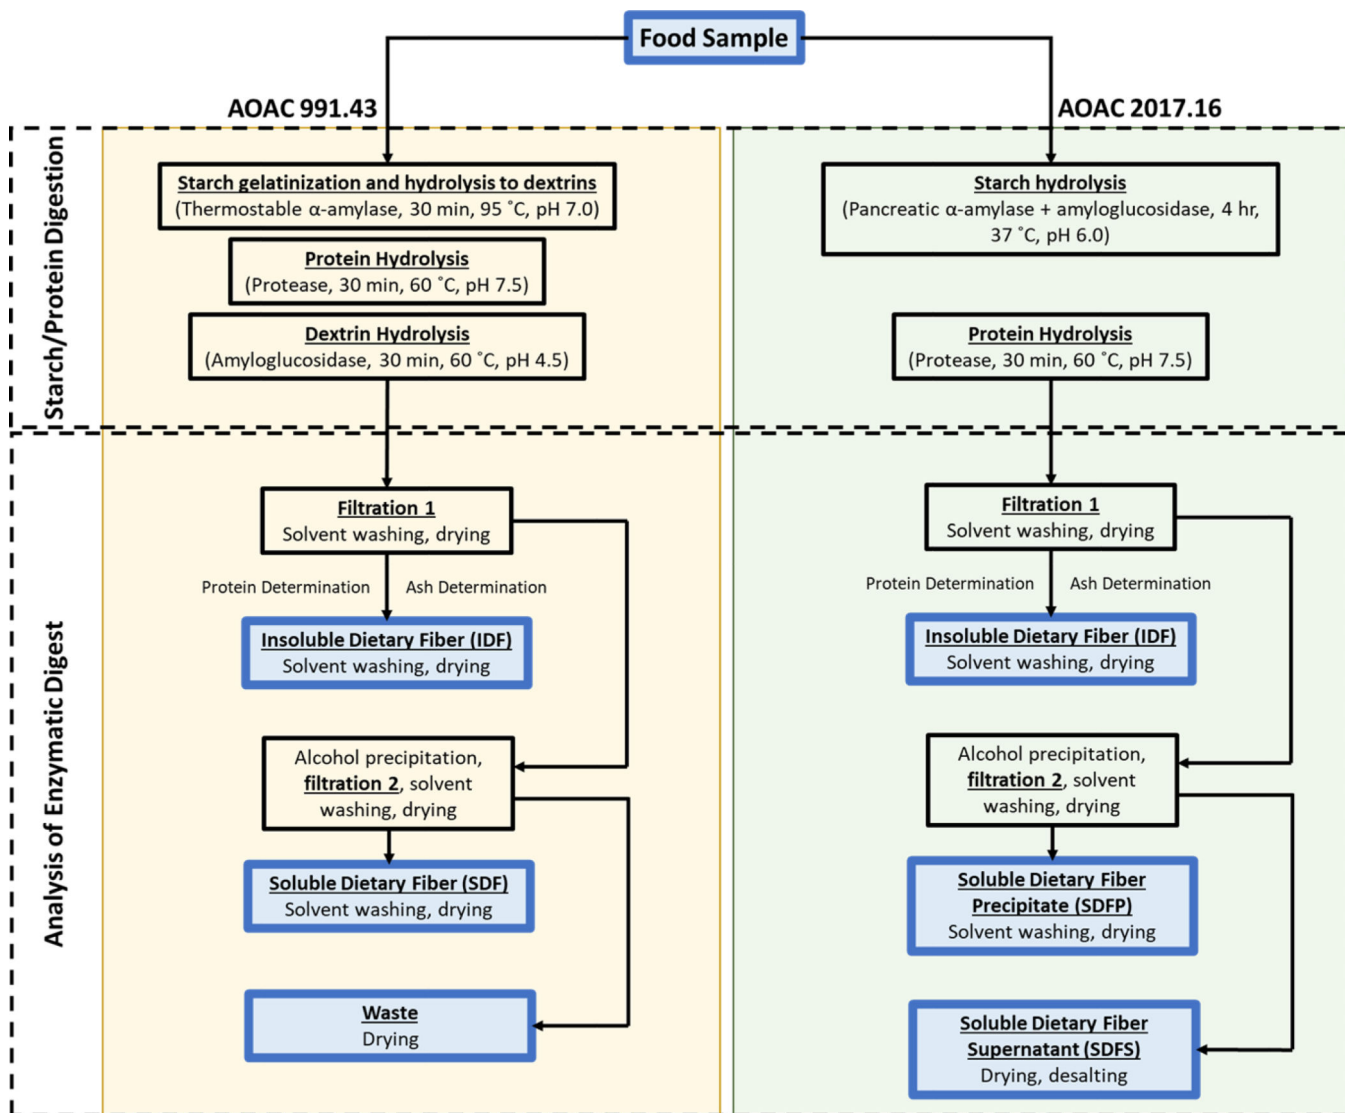 Food Sample
AOAC 991.43
AOAC 2017.16
Starch/Protein Digestion
Starch gelatinization and hydrolysis to dextrins
(Thermostable α-amylase, 30 min, 95 ˚C, pH 7.0)
Protein Hydrolysis
(Protease, 30 min, 60 ˚C, pH 7.5)
Dextrin Hydrolysis
(Amyloglucosidase, 30 min, 60 ˚C, pH 4.5)
Starch hydrolysis
(Pancreatic α-amylase + amyloglucosidase, 4 hr,
37 ˚C, pH 6.0)
Protein Hydrolysis
(Protease, 30 min, 60 ˚C, pH 7.5)
Analysis of Enzymatic Digest
Filtration 1
Solvent washing, drying
Protein Determination
Ash Determination
Insoluble Dietary Fiber (IDF)
Solvent washing, drying
Alcohol precipitation,
filtration 2, solvent
washing, drying
Soluble Dietary Fiber (SDF)
Solvent washing, drying
Waste
Drying
Filtration 1
Solvent washing, drying
Protein Determination
Ash Determination
Insoluble Dietary Fiber (IDF)
Solvent washing, drying
Alcohol precipitation,
filtration 2, solvent
washing, drying
Soluble Dietary Fiber
Precipitate (SDFP)
Solvent washing, drying
Soluble Dietary Fiber
Supernatant (SDFS)
Drying, desalting